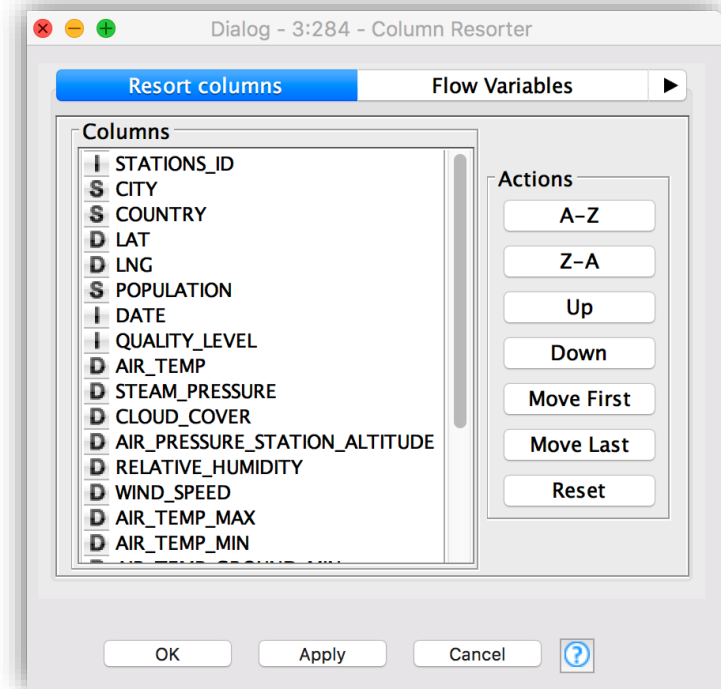 Dialog - 3:284 - Column Resorter
Resort columns
Flow Variables
Columns
I STATIONS_ID
S CITY
S COUNTRY
D LAT
D LNG
S POPULATION
I DATE
I QUALITY_LEVEL
D AIR_TEMP
D STEAM_PRESSURE
D CLOUD_COVER
D AIR_PRESSURE_STATION_ALTITUDE
D RELATIVE_HUMIDITY
D WIND_SPEED
D AIR_TEMP_MAX
D AIR_TEMP_MIN
Actions
A-Z
Z-A
Up
Down
Move First
Move Last
Reset
OK Apply Cancel ?